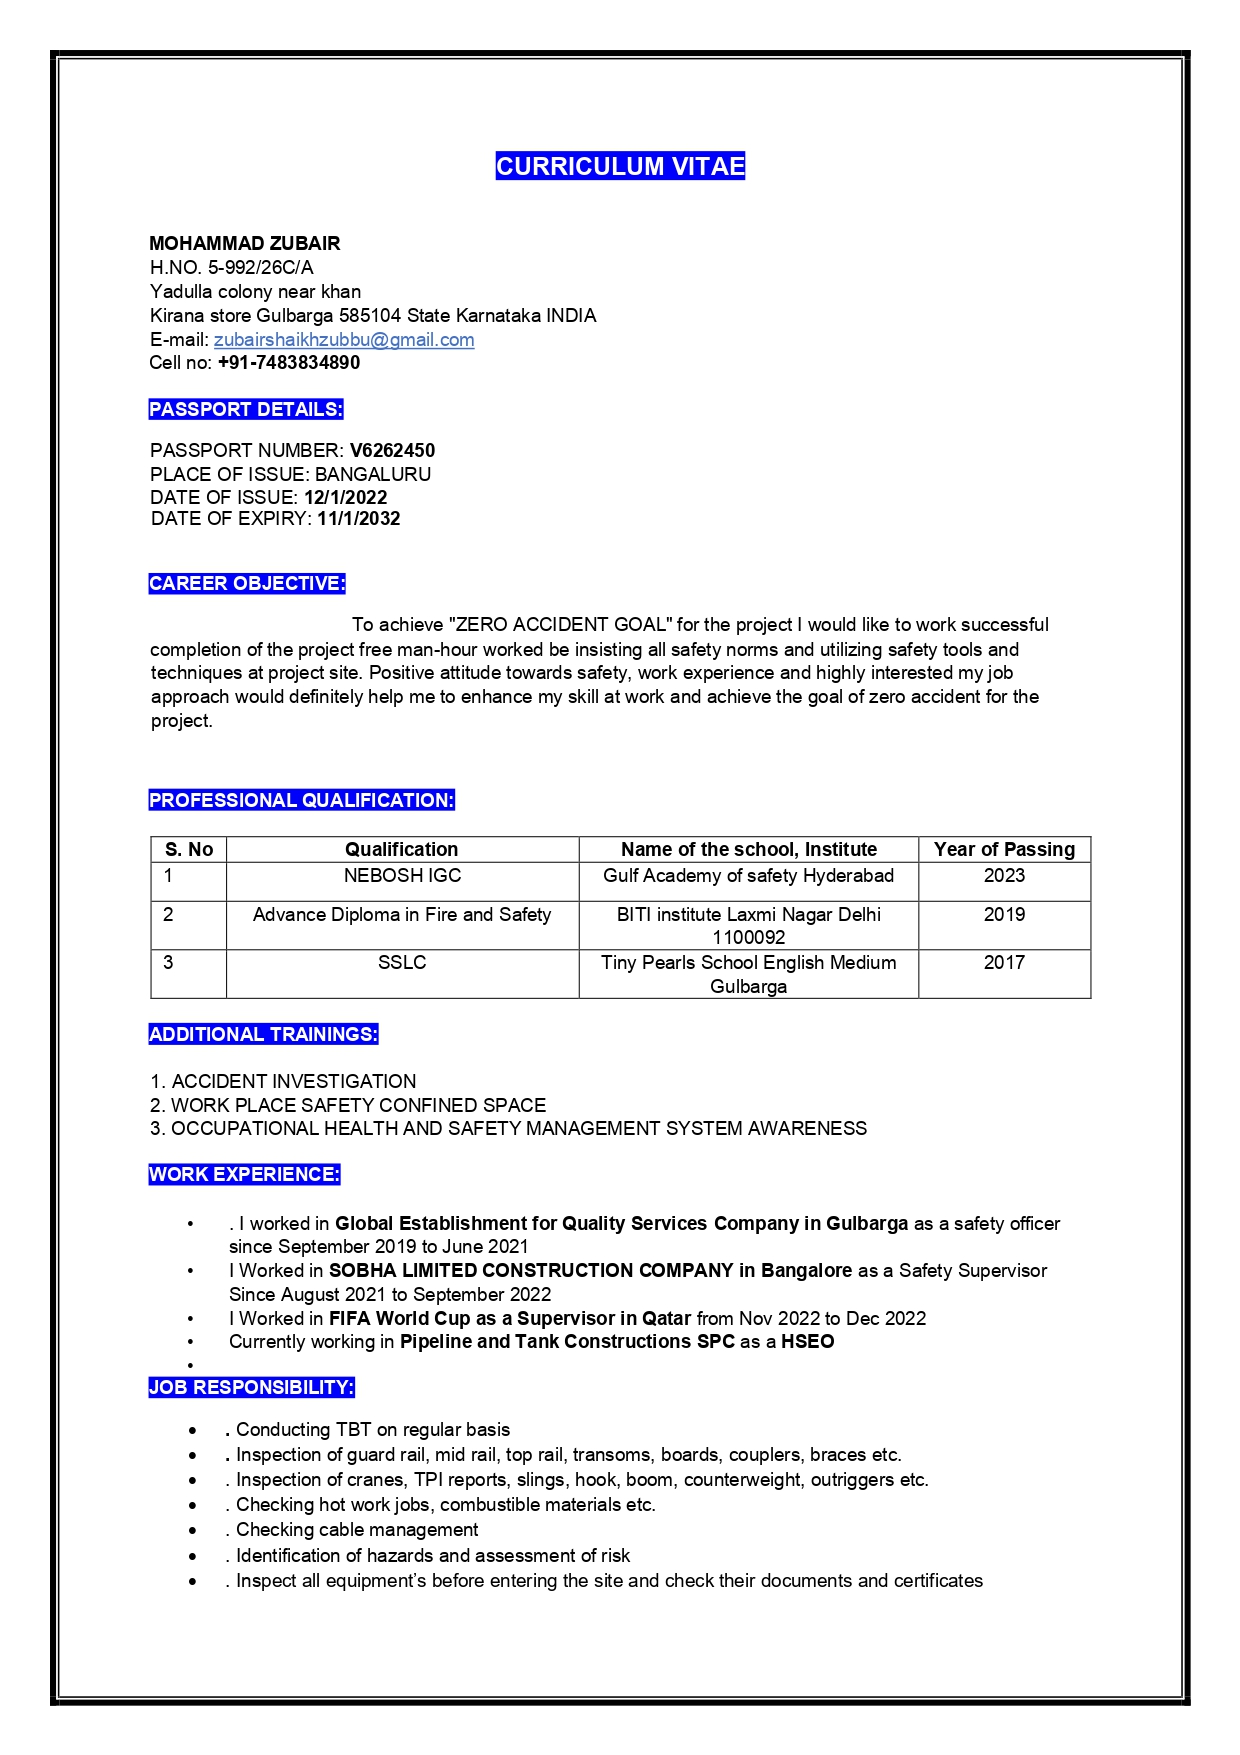 CURRICULUM VITAE
MOHAMMAD ZUBAIR
H.NO. 5-992/26C/A
Yadulla colony near khan
Kirana store Gulbarga 585104 State Karnataka INDIA
E-mail: zubairshaikhzubbu@gmail.com
Cell no: +91-7483834890
PASSPORT DETAILS:
PASSPORT NUMBER: V6262450
PLACE OF ISSUE: BANGALURU
DATE OF ISSUE: 12/1/2022
DATE OF EXPIRY: 11/1/2032
CAREER OBJECTIVE:
To achieve "ZERO ACCIDENT GOAL" for the project I would like to work successful
completion of the project free man-hour worked be insisting all safety norms and utilizing safety tools and
techniques at project site. Positive attitude towards safety, work experience and highly interested my job
approach would definitely help me to enhance my skill at work and achieve the goal of zero accident for the
project.
PROFESSIONAL QUALIFICATION:
S. No Qualification Name of the school, Institute Year of Passing
1 NEBOSH IGC Gulf Academy of safety Hyderabad 2023
2 Advance Diploma in Fire and Safety BITI institute Laxmi Nagar Delhi 2019
1100092
3 SSLC Tiny Pearls School English Medium 2017
Gulbarga
ADDITIONAL TRAININGS:
1. ACCIDENT INVESTIGATION
2. WORK PLACE SAFETY CONFINED SPACE
3. OCCUPATIONAL HEALTH AND SAFETY MANAGEMENT SYSTEM AWARENESS
WORK EXPERIENCE:
• . I worked in Global Establishment for Quality Services Company in Gulbarga as a safety officer
since September 2019 to June 2021
• I Worked in SOBHA LIMITED CONSTRUCTION COMPANY in Bangalore as a Safety Supervisor
Since August 2021 to September 2022
• I Worked in FIFA World Cup as a Supervisor in Qatar from Nov 2022 to Dec 2022
• Currently working in Pipeline and Tank Constructions SPC as a HSEO
•
JOB RESPONSIBILITY:
• . Conducting TBT on regular basis
• . Inspection of guard rail, mid rail, top rail, transoms, boards, couplers, braces etc.
• . Inspection of cranes, TPI reports, slings, hook, boom, counterweight, outriggers etc.
• . Checking hot work jobs, combustible materials etc.
• . Checking cable management
• . Identification of hazards and assessment of risk
• . Inspect all equipment’s before entering the site and check their documents and certificates